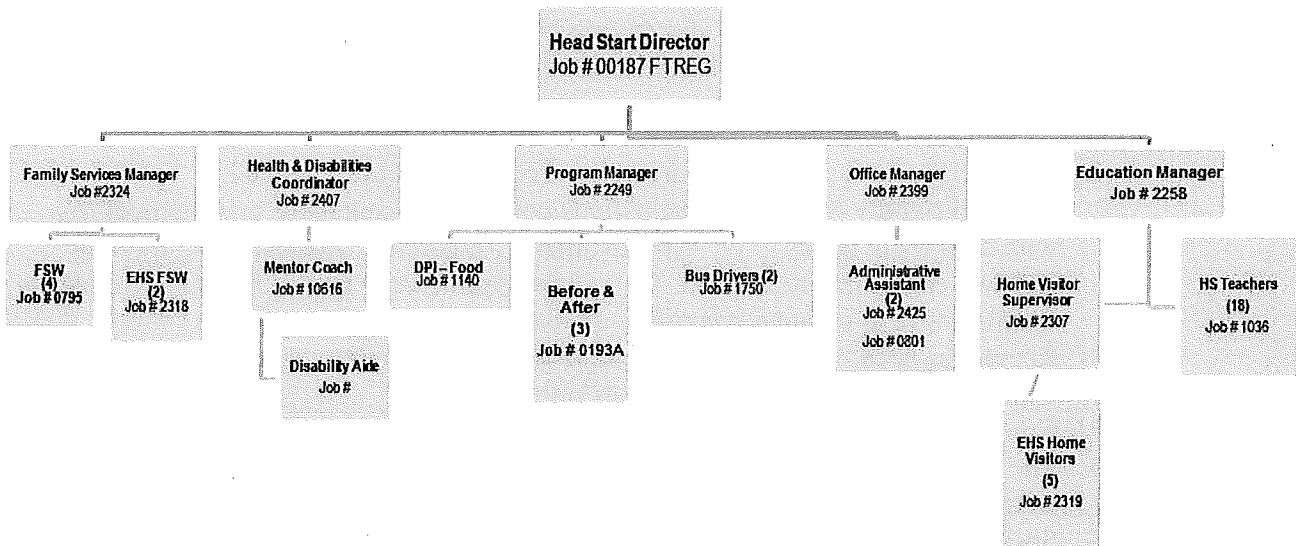 Head Start Director
Job # 00187 FTREG
Family Services Manager
Job #2324
Health & Disabilities
Coordinator
Job # 2407
Program Manager
Job # 2249
Office Manager
Job # 2399
Education Manager
Job # 2258
FSW
(4)
Job # 0795
EHS FSW
(2)
Job # 2318
Mentor Coach
Job # 10616
DPI – Food
Job # 1140
Before &
After
(3)
Job # 0193A
Bus Drivers (2)
Job # 1750
Administrative
Assistant
(2)
Job # 2425
Job # 0801
Home Visitor
Supervisor
Job # 2307
HS Teachers
(18)
Job # 1036
Disability Aide
Job #
EHS Home
Visitors
(5)
Job # 2319